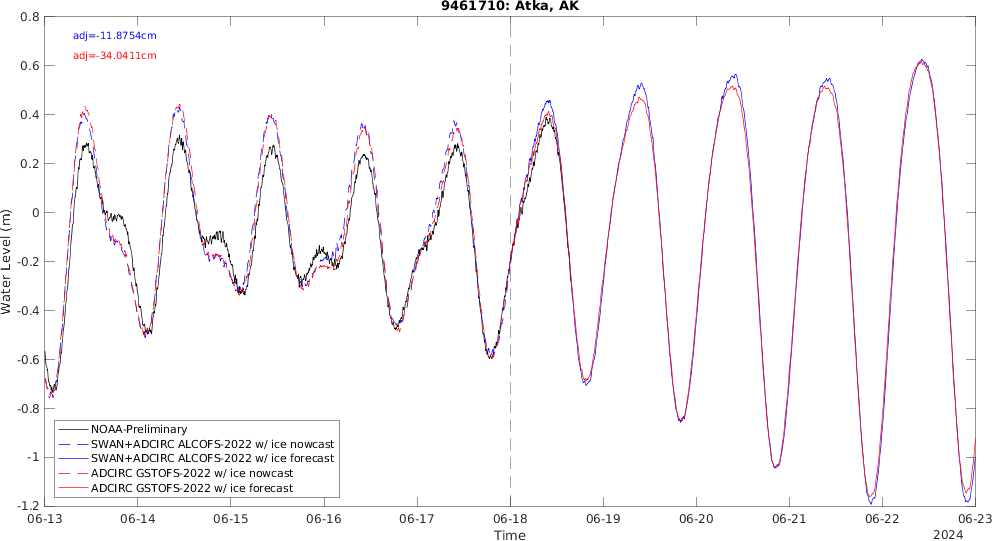 9461710: Atka, AK
adj=-11.8754cm
adj=-34.0411cm
0.8
0.6
0.4
0.2
0
-0.2
-0.4
-0.6
-0.8
-1
-1.2
Water Level (m)
NOAA-Preliminary
SWAN+ADCIRC ALCOFS-2022 w/ ice nowcast
SWAN+ADCIRC ALCOFS-2022 w/ ice forecast
ADCIRC GSTOFS-2022 w/ ice nowcast
ADCIRC GSTOFS-2022 w/ ice forecast
06-13 06-14 06-15 06-16 06-17 06-18 06-19 06-20 06-21 06-22 06-23
Time
2024